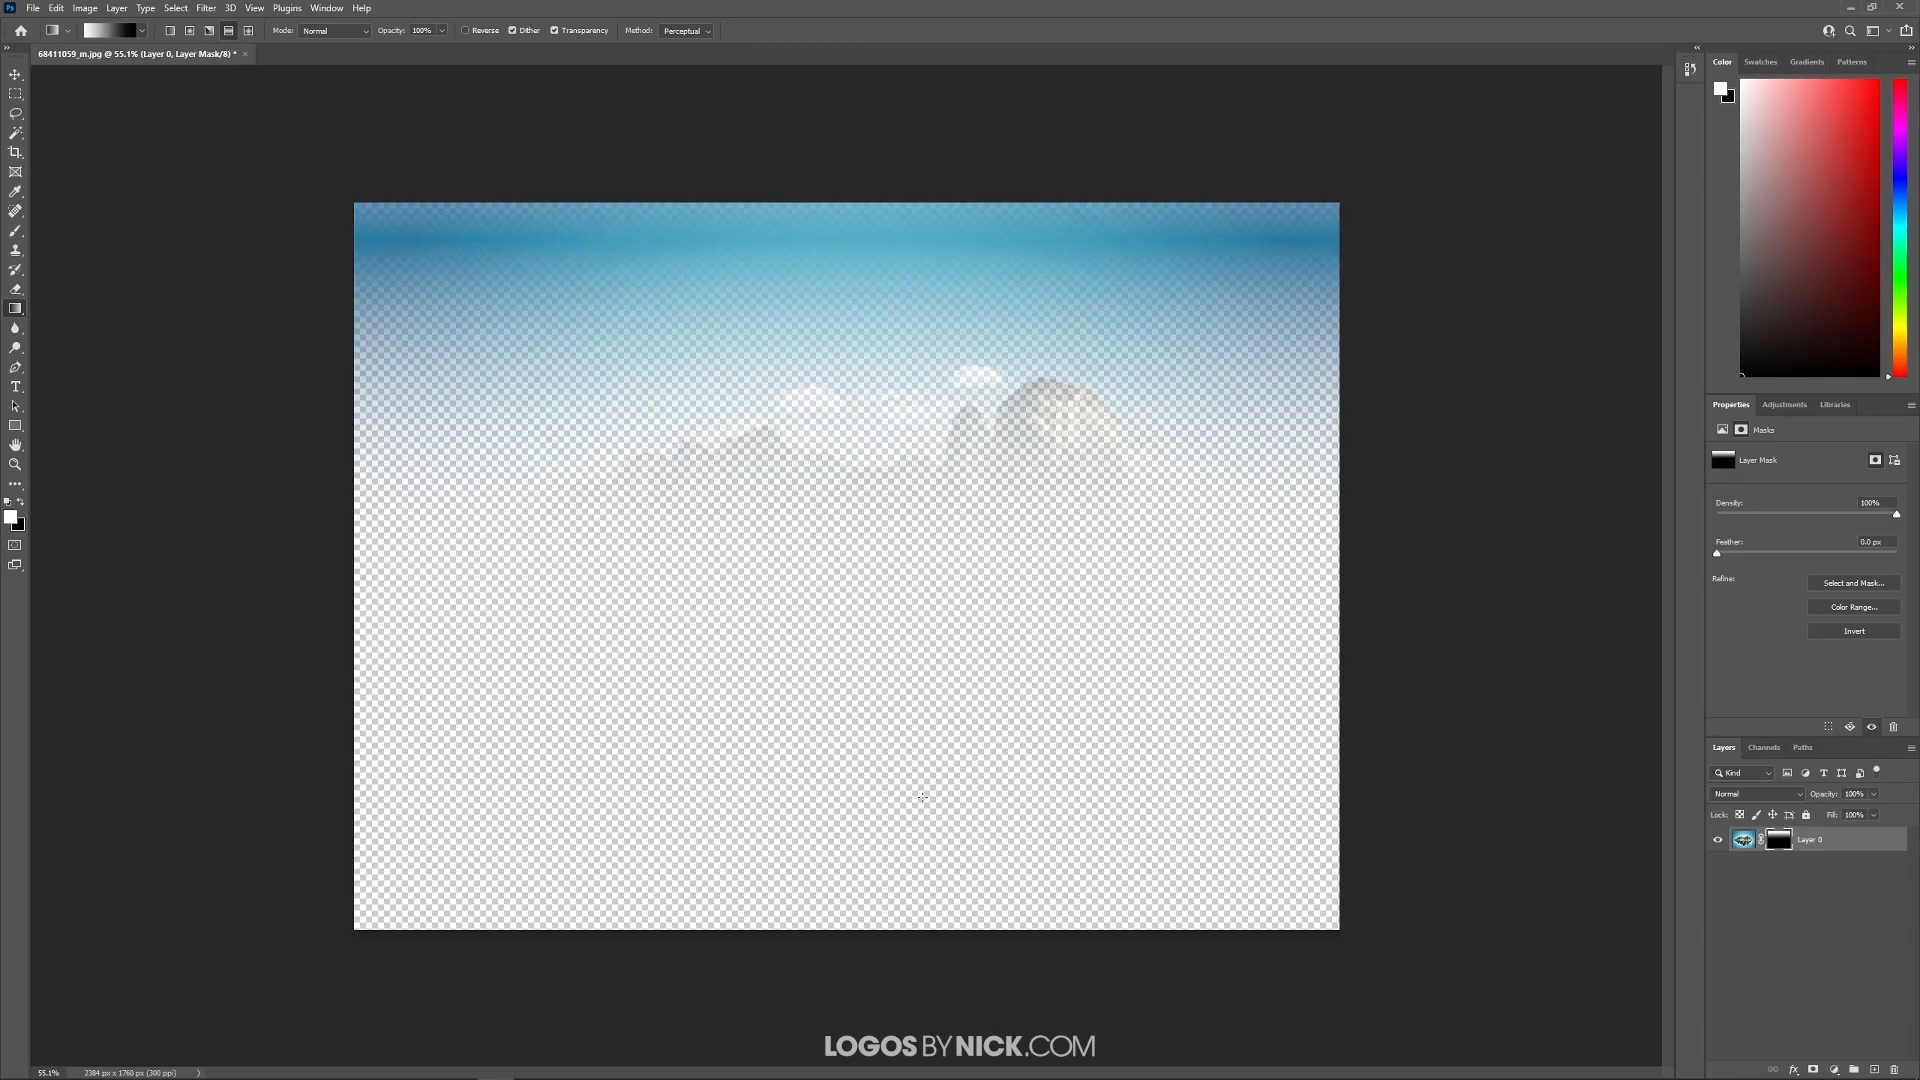 File Edit Image Layer Type Select Filter 3D View Plugins Window Help
Mode: Normal Opacity: 100% Reverse Dither Transparency Method: Perceptual
68411059_m.jpg @ 55.1% (Layer 0, Layer Mask/8) *
Color Swatches Gradients Patterns
Properties Adjustments Libraries
Masks
Layer Mask
Density: 100%
Feather: 0.0 px
Refine: Select and Mask...
Color Range...
Invert
Layers Channels Paths
Kind
Normal Opacity: 100%
Lock: Fill: 100%
Layer 0
LOGOS BY NICK.COM
55.1% 2384 px x 1760 px (300 ppi)